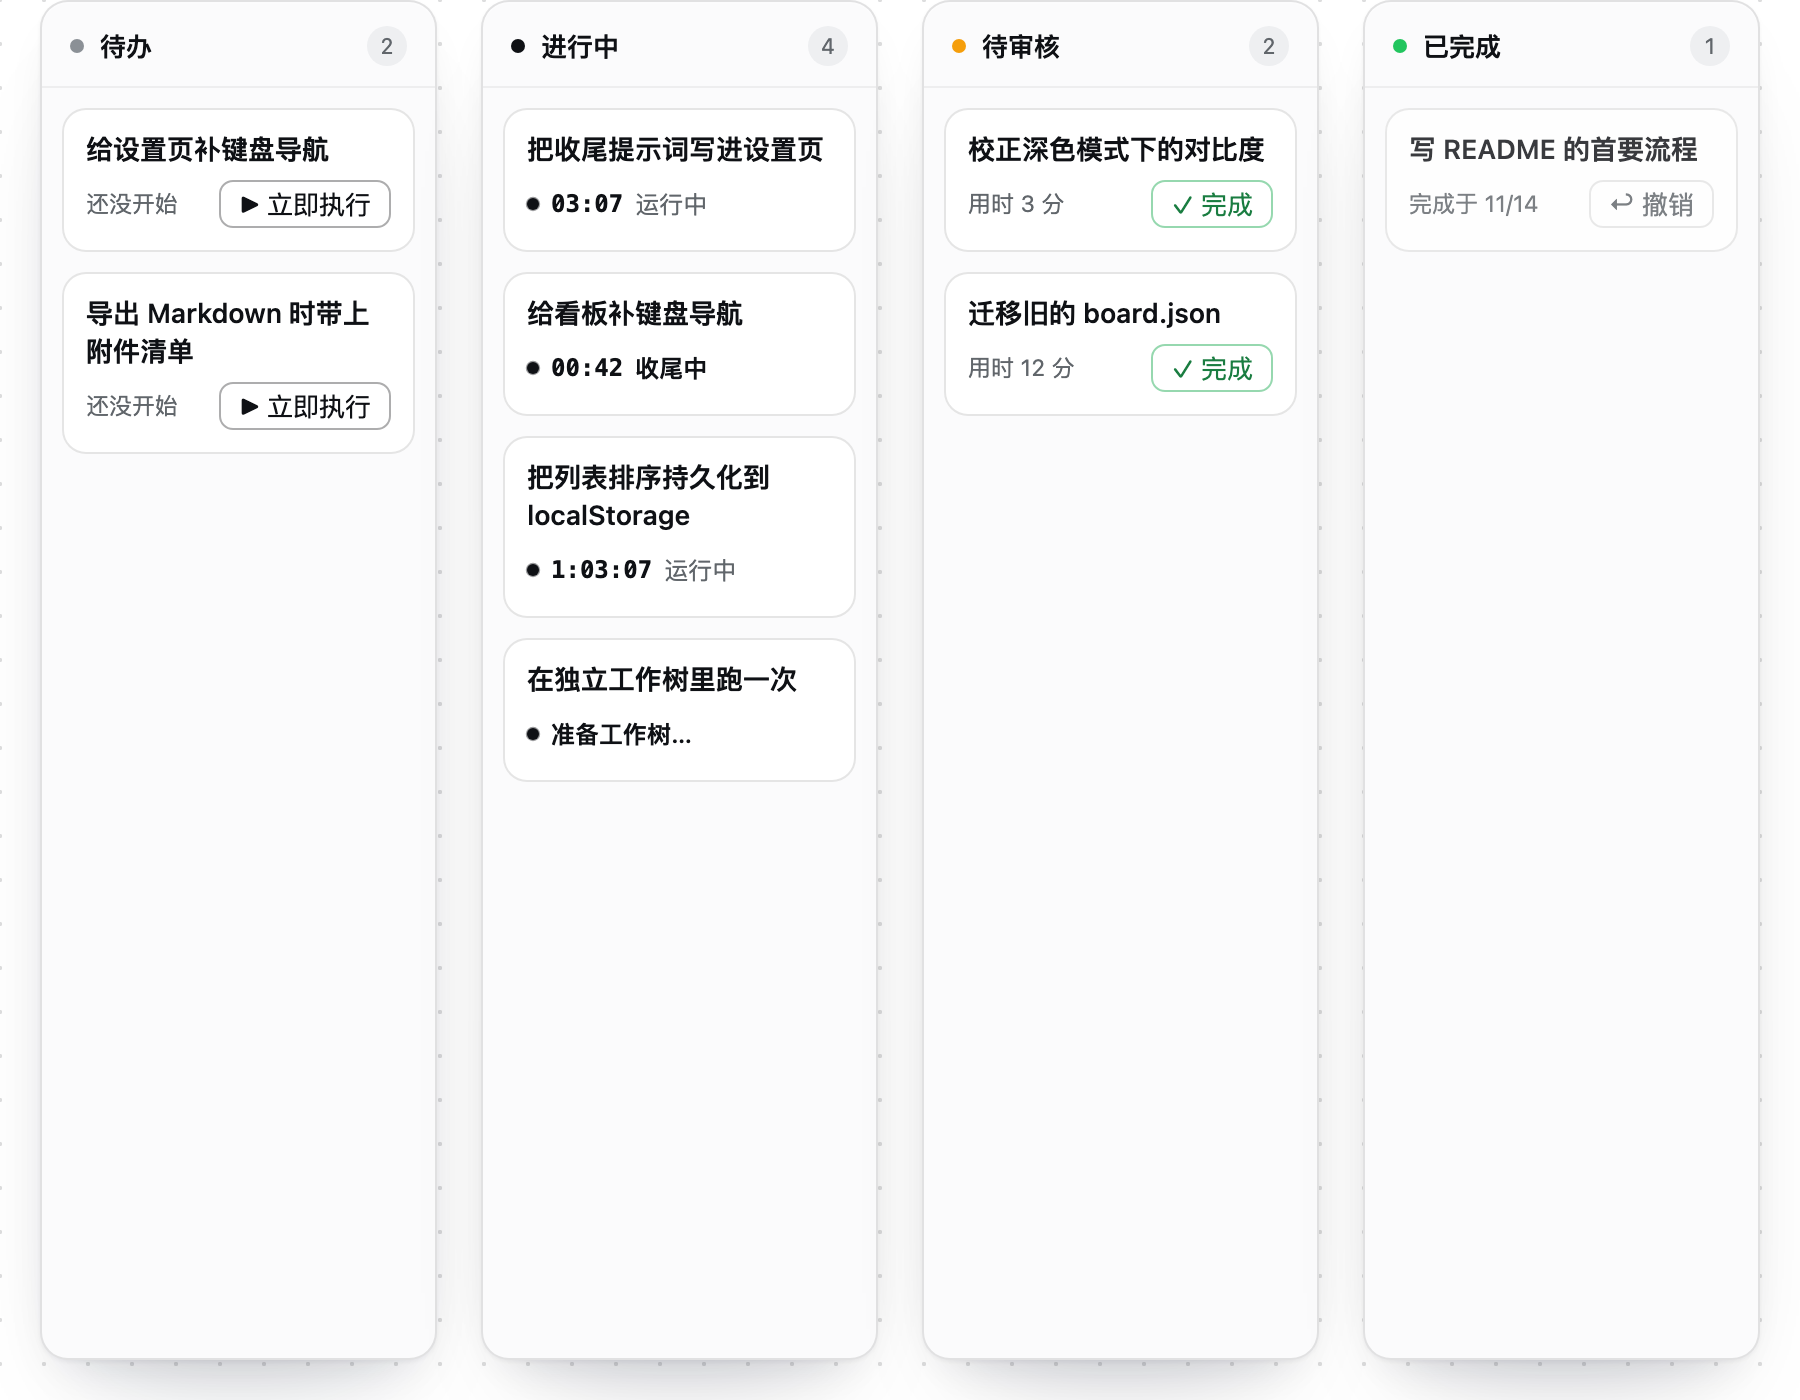 待办
2
给设置页补键盘导航
还没开始
立即执行
导出 Markdown 时带上
附件清单
还没开始
立即执行
进行中
4
把收尾提示词写进设置页
03:07 运行中
给看板补键盘导航
00:42 收尾中
把列表排序持久化到
localStorage
1:03:07 运行中
在独立工作树里跑一次
准备工作树...
待审核
2
校正深色模式下的对比度
用时 3 分
完成
迁移旧的 board.json
用时 12 分
完成
已完成
1
写 README 的首要流程
完成于 11/14
撤销